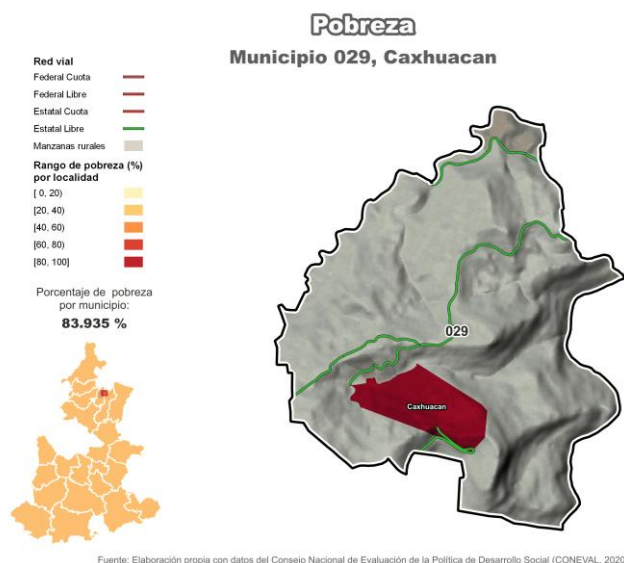 Pobreza
Municipio 029, Caxhuacan
Red vial
Federal Cuota
Federal Libre
Estatal Cuota
Estatal Libre
Manzanas rurales
Rango de pobreza (%)
por localidad
[ 0, 20)
[20, 40)
[40, 60)
[60, 80)
[80, 100]
Porcentaje de pobreza
por municipio:
83.935 %
029
Caxhuacan
Fuente: Elaboración propia con datos del Consejo Nacional de Evaluación de la Política de Desarrollo Social (CONEVAL, 2020